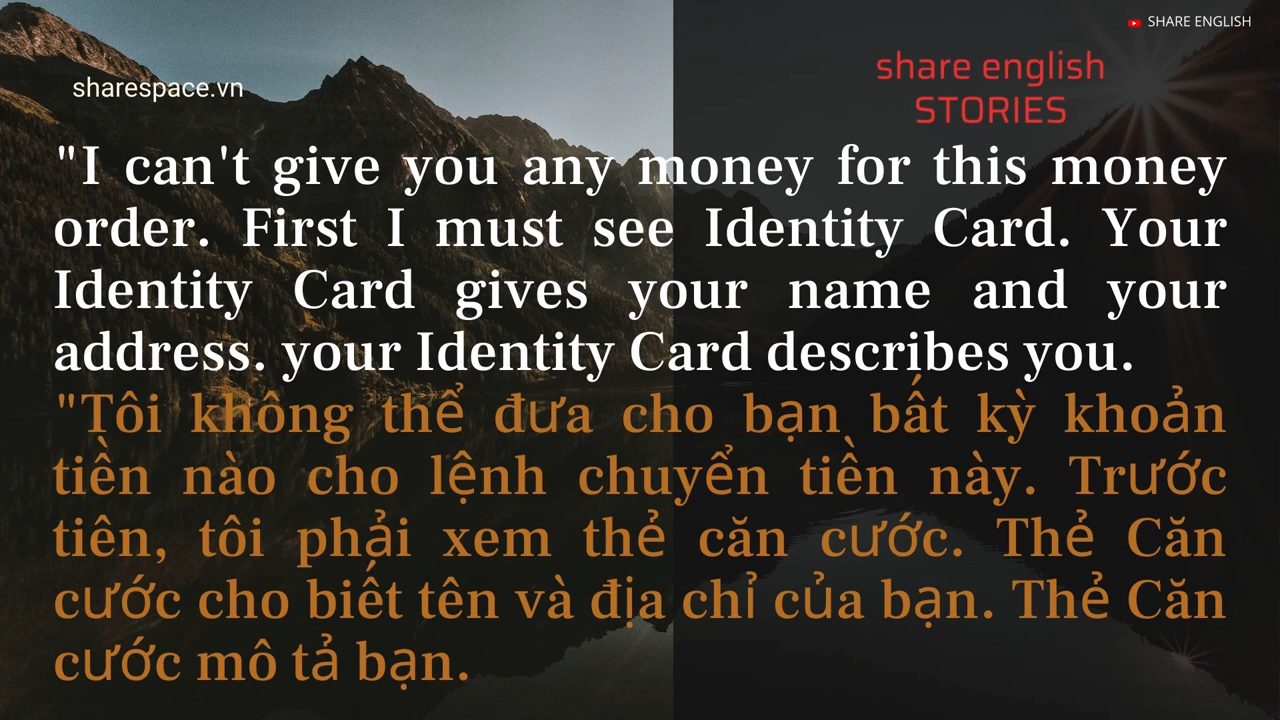 SHARE ENGLISH
share english
STORIES
sharespace.vn
"I can't give you any money for this money
order. First I must see Identity Card. Your
Identity Card gives your name and your
address. your Identity Card describes you.
"Tôi không thể đưa cho bạn bất kỳ khoản
tiền nào cho lệnh chuyển tiền này. Trước
tiên, tôi phải xem thẻ căn cước. Thẻ Căn
cước cho biết tên và địa chỉ của bạn. Thẻ Căn
cước mô tả bạn.